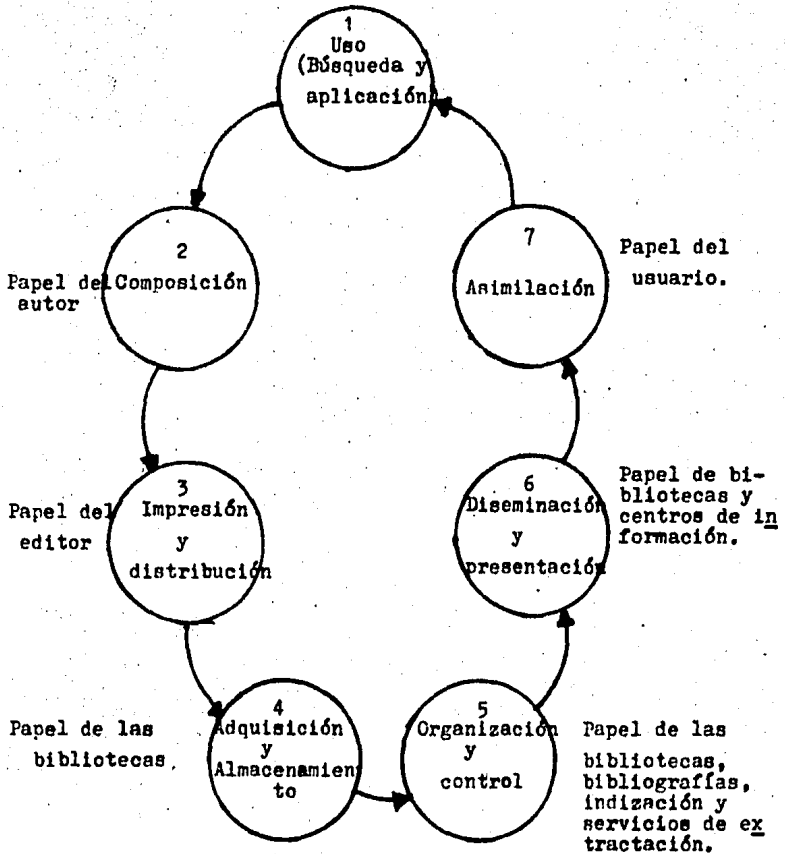 1
Uso
(Búsqueda y
aplicación)
2
Composición
Papel del
autor
3
Impresión
y
distribución
Papel del
editor
4
Adquisición
y
Almacenamien
to
Papel de las
bibliotecas.
5
Organización
y
control
Papel de las
bibliotecas,
bibliografías,
indización y
servicios de ex
tractación.
6
Diseminación
y
presentación
Papel de bi-
bliotecas y
centros de in
formación.
7
Asimilación
Papel del
usuario.